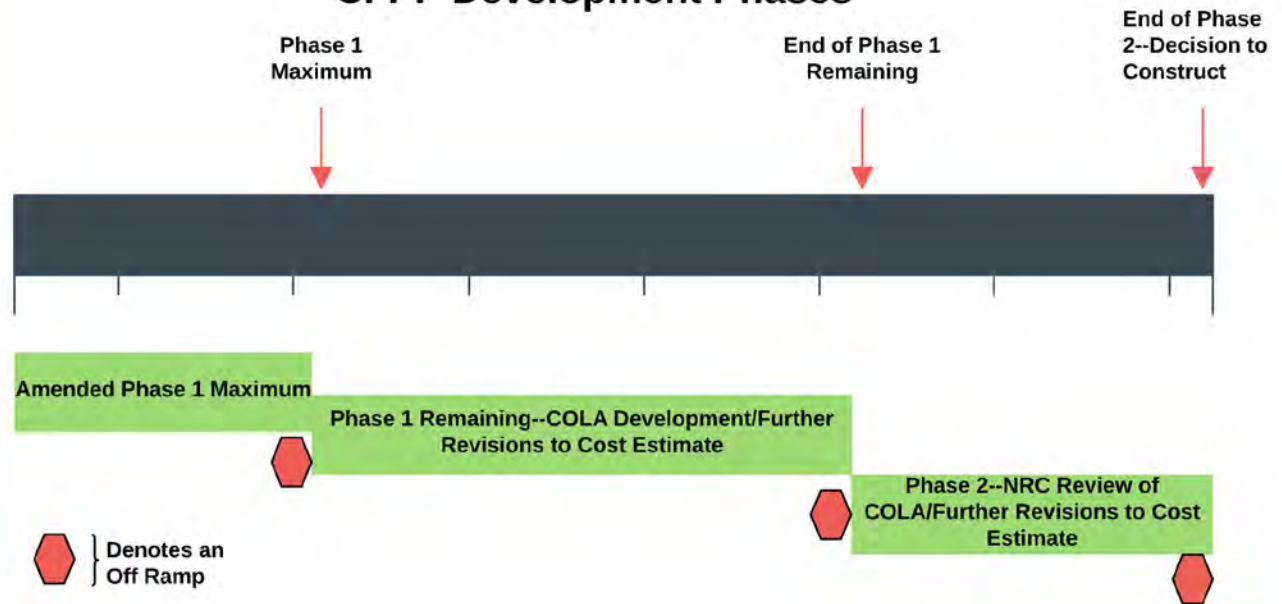 Development Phases
Phase 1
Maximum
End of Phase 1
Remaining
End of Phase
2--Decision to
Construct
Amended Phase 1 Maximum
Phase 1 Remaining--COLA Development/Further
Revisions to Cost Estimate
Phase 2--NRC Review of
COLA/Further Revisions to Cost
Estimate
Denotes an
Off Ramp